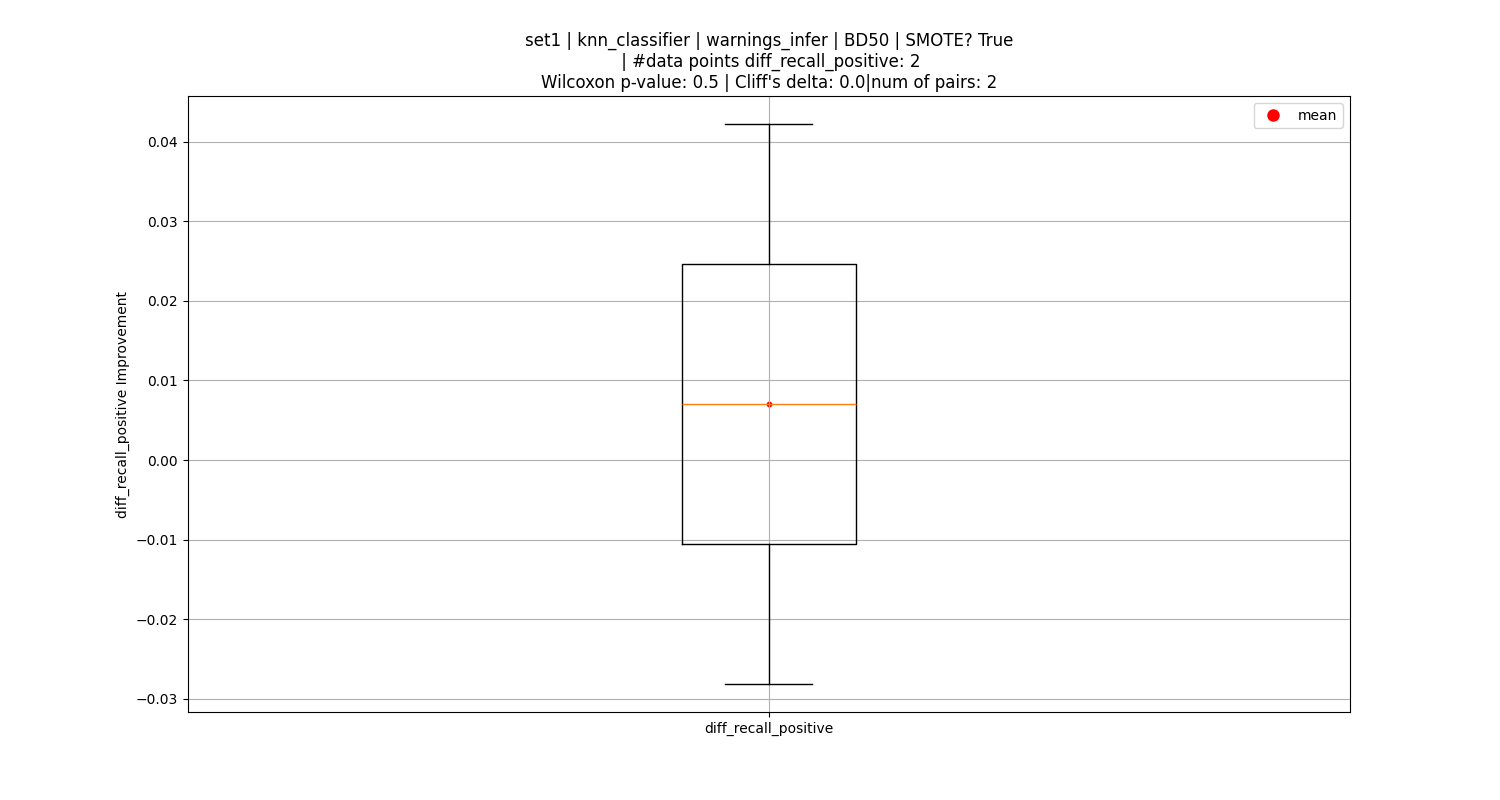 set1 | knn_classifier | warnings_infer | BD50 | SMOTE? True
| #data points diff_recall_positive: 2
Wilcoxon p-value: 0.5 | Cliff's delta: 0.0|num of pairs: 2
mean
0.04
0.03
0.02
0.01
0.00
−0.01
−0.02
−0.03
diff_recall_positive Improvement
diff_recall_positive